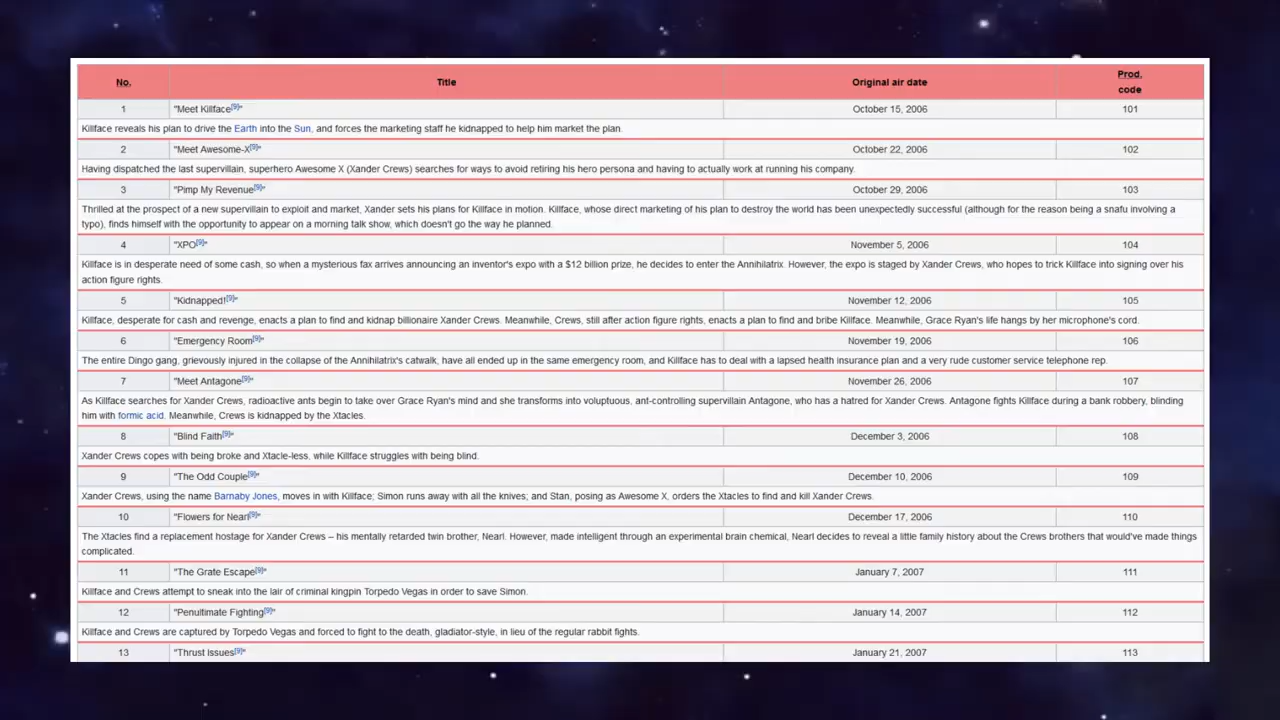 No. Title Original air date Prod. code
1 "Meet Killface[9]" October 15, 2006 101
Killface reveals his plan to drive the Earth into the Sun, and forces the marketing staff he kidnapped to help him market the plan.
2 "Meet Awesome-X[9]" October 22, 2006 102
Having dispatched the last supervillain, superhero Awesome X (Xander Crews) searches for ways to avoid retiring his hero persona and having to actually work at running his company.
3 "Pimp My Revenue[9]" October 29, 2006 103
Thrilled at the prospect of a new supervillain to exploit and market, Xander sets his plans for Killface in motion. Killface, whose direct marketing of his plan to destroy the world has been unexpectedly successful (although for the reason being a snafu involving a
typo), finds himself with the opportunity to appear on a morning talk show, which doesn't go the way he planned.
4 "XPO[9]" November 5, 2006 104
Killface is in desperate need of some cash, so when a mysterious fax arrives announcing an inventor's expo with a $12 billion prize, he decides to enter the Annihilatrix. However, the expo is staged by Xander Crews, who hopes to trick Killface into signing over his
action figure rights.
5 "Kidnapped![9]" November 12, 2006 105
Killface, desperate for cash and revenge, enacts a plan to find and kidnap billionaire Xander Crews. Meanwhile, Crews, still after action figure rights, enacts a plan to find and bribe Killface. Meanwhile, Grace Ryan's life hangs by her microphone's cord.
6 "Emergency Room[9]" November 19, 2006 106
The entire Dingo gang, grievously injured in the collapse of the Annihilatrix's catwalk, have all ended up in the same emergency room, and Killface has to deal with a lapsed health insurance plan and a very rude customer service telephone rep.
7 "Meet Antagone[9]" November 26, 2006 107
As Killface searches for Xander Crews, radioactive ants begin to take over Grace Ryan's mind and she transforms into voluptuous, ant-controlling supervillain Antagone, who has a hatred for Xander Crews. Antagone fights Killface during a bank robbery, blinding
him with formic acid. Meanwhile, Crews is kidnapped by the Xtacles.
8 "Blind Faith[9]" December 3, 2006 108
Xander Crews copes with being broke and Xtacle-less, while Killface struggles with being blind.
9 "The Odd Couple[9]" December 10, 2006 109
Xander Crews, using the name Barnaby Jones, moves in with Killface; Simon runs away with all the knives; and Stan, posing as Awesome X, orders the Xtacles to find and kill Xander Crews.
10 "Flowers for Nearl[9]" December 17, 2006 110
The Xtacles find a replacement hostage for Xander Crews – his mentally retarded twin brother, Nearl. However, made intelligent through an experimental brain chemical, Nearl decides to reveal a little family history about the Crews brothers that would've made things
complicated.
11 "The Grate Escape[9]" January 7, 2007 111
Killface and Crews attempt to sneak into the lair of criminal kingpin Torpedo Vegas in order to save Simon.
12 "Penultimate Fighting[9]" January 14, 2007 112
Killface and Crews are captured by Torpedo Vegas and forced to fight to the death, gladiator-style, in lieu of the regular rabbit fights.
13 "Thrust Issues[9]" January 21, 2007 113